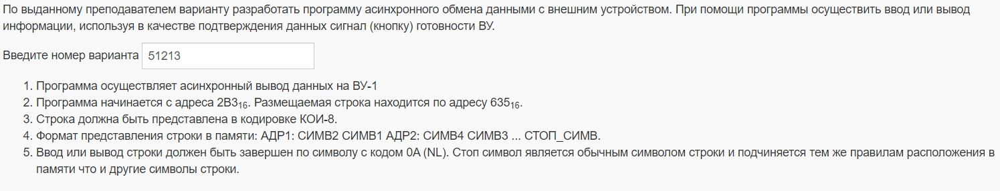 По выданному преподавателем варианту разработать программу асинхронного обмена данными с внешним устройством. При помощи программы осуществить ввод или вывод
информации, используя в качестве подтверждения данных сигнал (кнопку) готовности ВУ.
Введите номер варианта 51213
1. Программа осуществляет асинхронный вывод данных на ВУ-1
2. Программа начинается с адреса 2B3₁₆. Размещаемая строка находится по адресу 635₁₆.
3. Строка должна быть представлена в кодировке КОИ-8.
4. Формат представления строки в памяти: АДР1: СИМВ2 СИМВ1 АДР2: СИМВ4 СИМВ3 ... СТОП_СИМВ.
5. Ввод или вывод строки должен быть завершен по символу с кодом 0A (NL). Стоп символ является обычным символом строки и подчиняется тем же правилам расположения в
памяти что и другие символы строки.